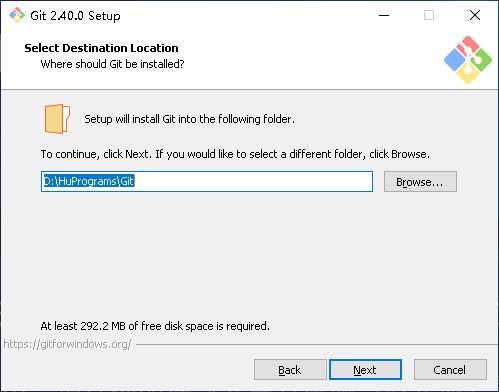 Git 2.40.0 Setup
Select Destination Location
Where should Git be installed?
Setup will install Git into the following folder.
To continue, click Next. If you would like to select a different folder, click Browse.
D:\HuPrograms\Git
Browse...
At least 292.2 MB of free disk space is required.
https://gitforwindows.org/
Back
Next
Cancel